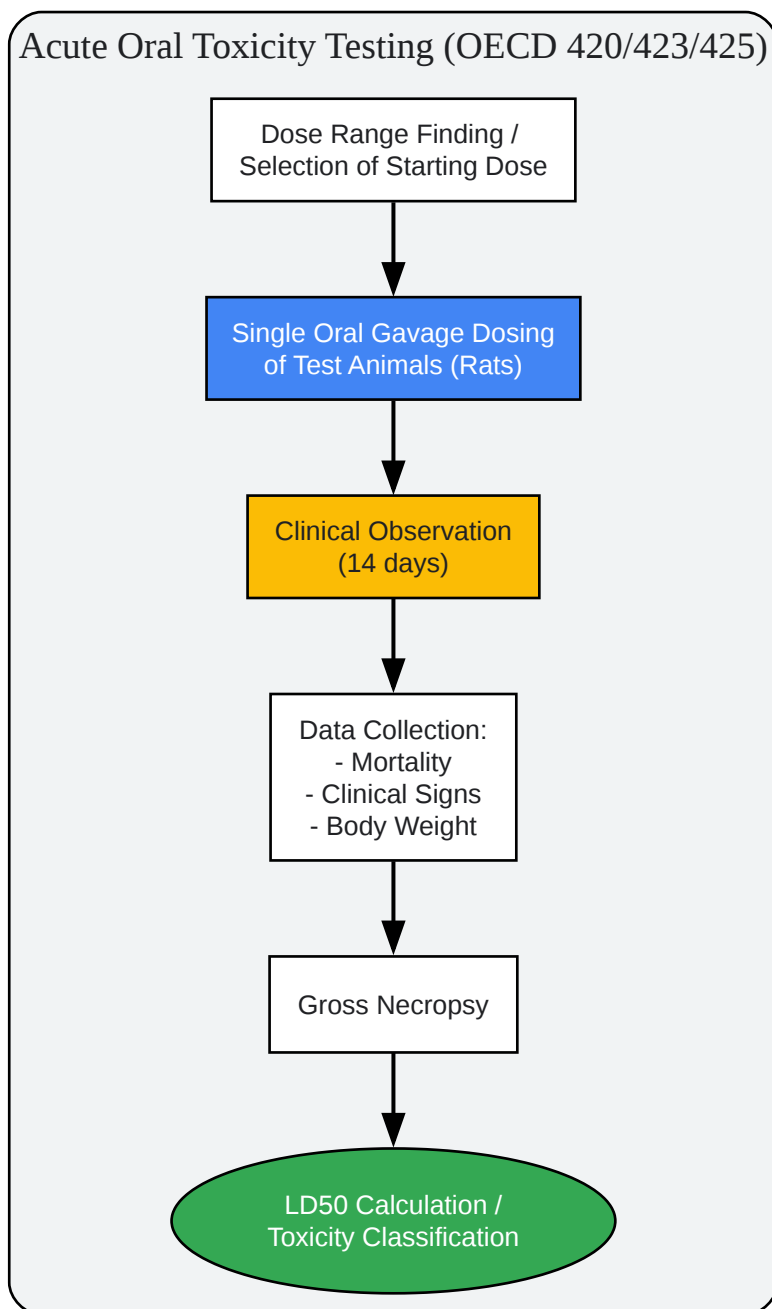 Acute Oral Toxicity Testing (OECD 420/423/425)
Dose Range Finding /
Selection of Starting Dose
Single Oral Gavage Dosing
of Test Animals (Rats)
Clinical Observation
(14 days)
Data Collection:
- Mortality
- Clinical Signs
- Body Weight
Gross Necropsy
LD50 Calculation /
Toxicity Classification